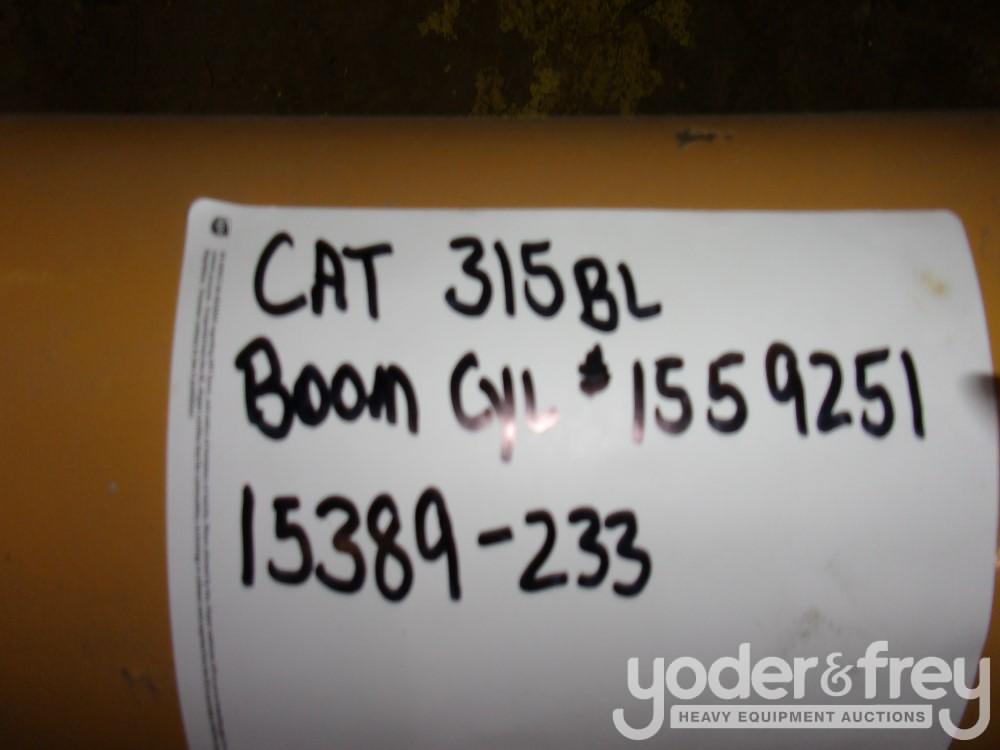 CAT 315BL
Boom CYL #1559251
15389-233
yoder&frey
HEAVY EQUIPMENT AUCTIONS